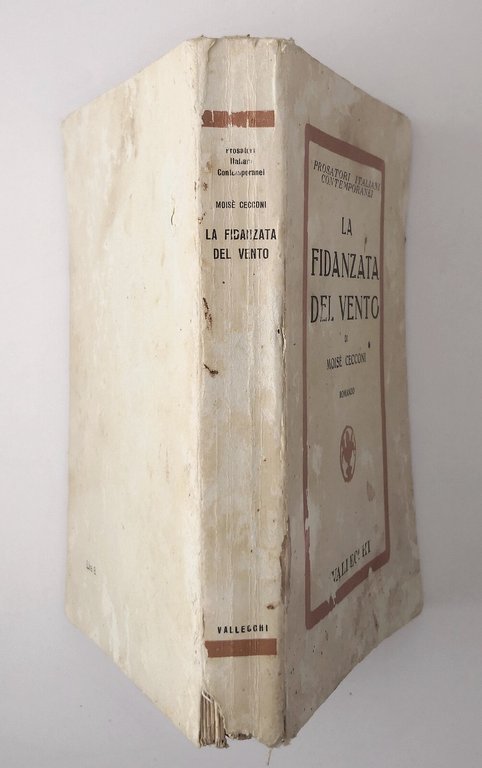 Prosatori
Italiani
Contemporanei
MOISÈ CECCONI
LA FIDANZATA
DEL VENTO
VALLECCHI
PROSATORI ITALIANI
CONTEMPORANEI
LA
FIDANZATA
DEL VENTO
DI
MOISÈ CECCONI
ROMANZO
VALLECCHI